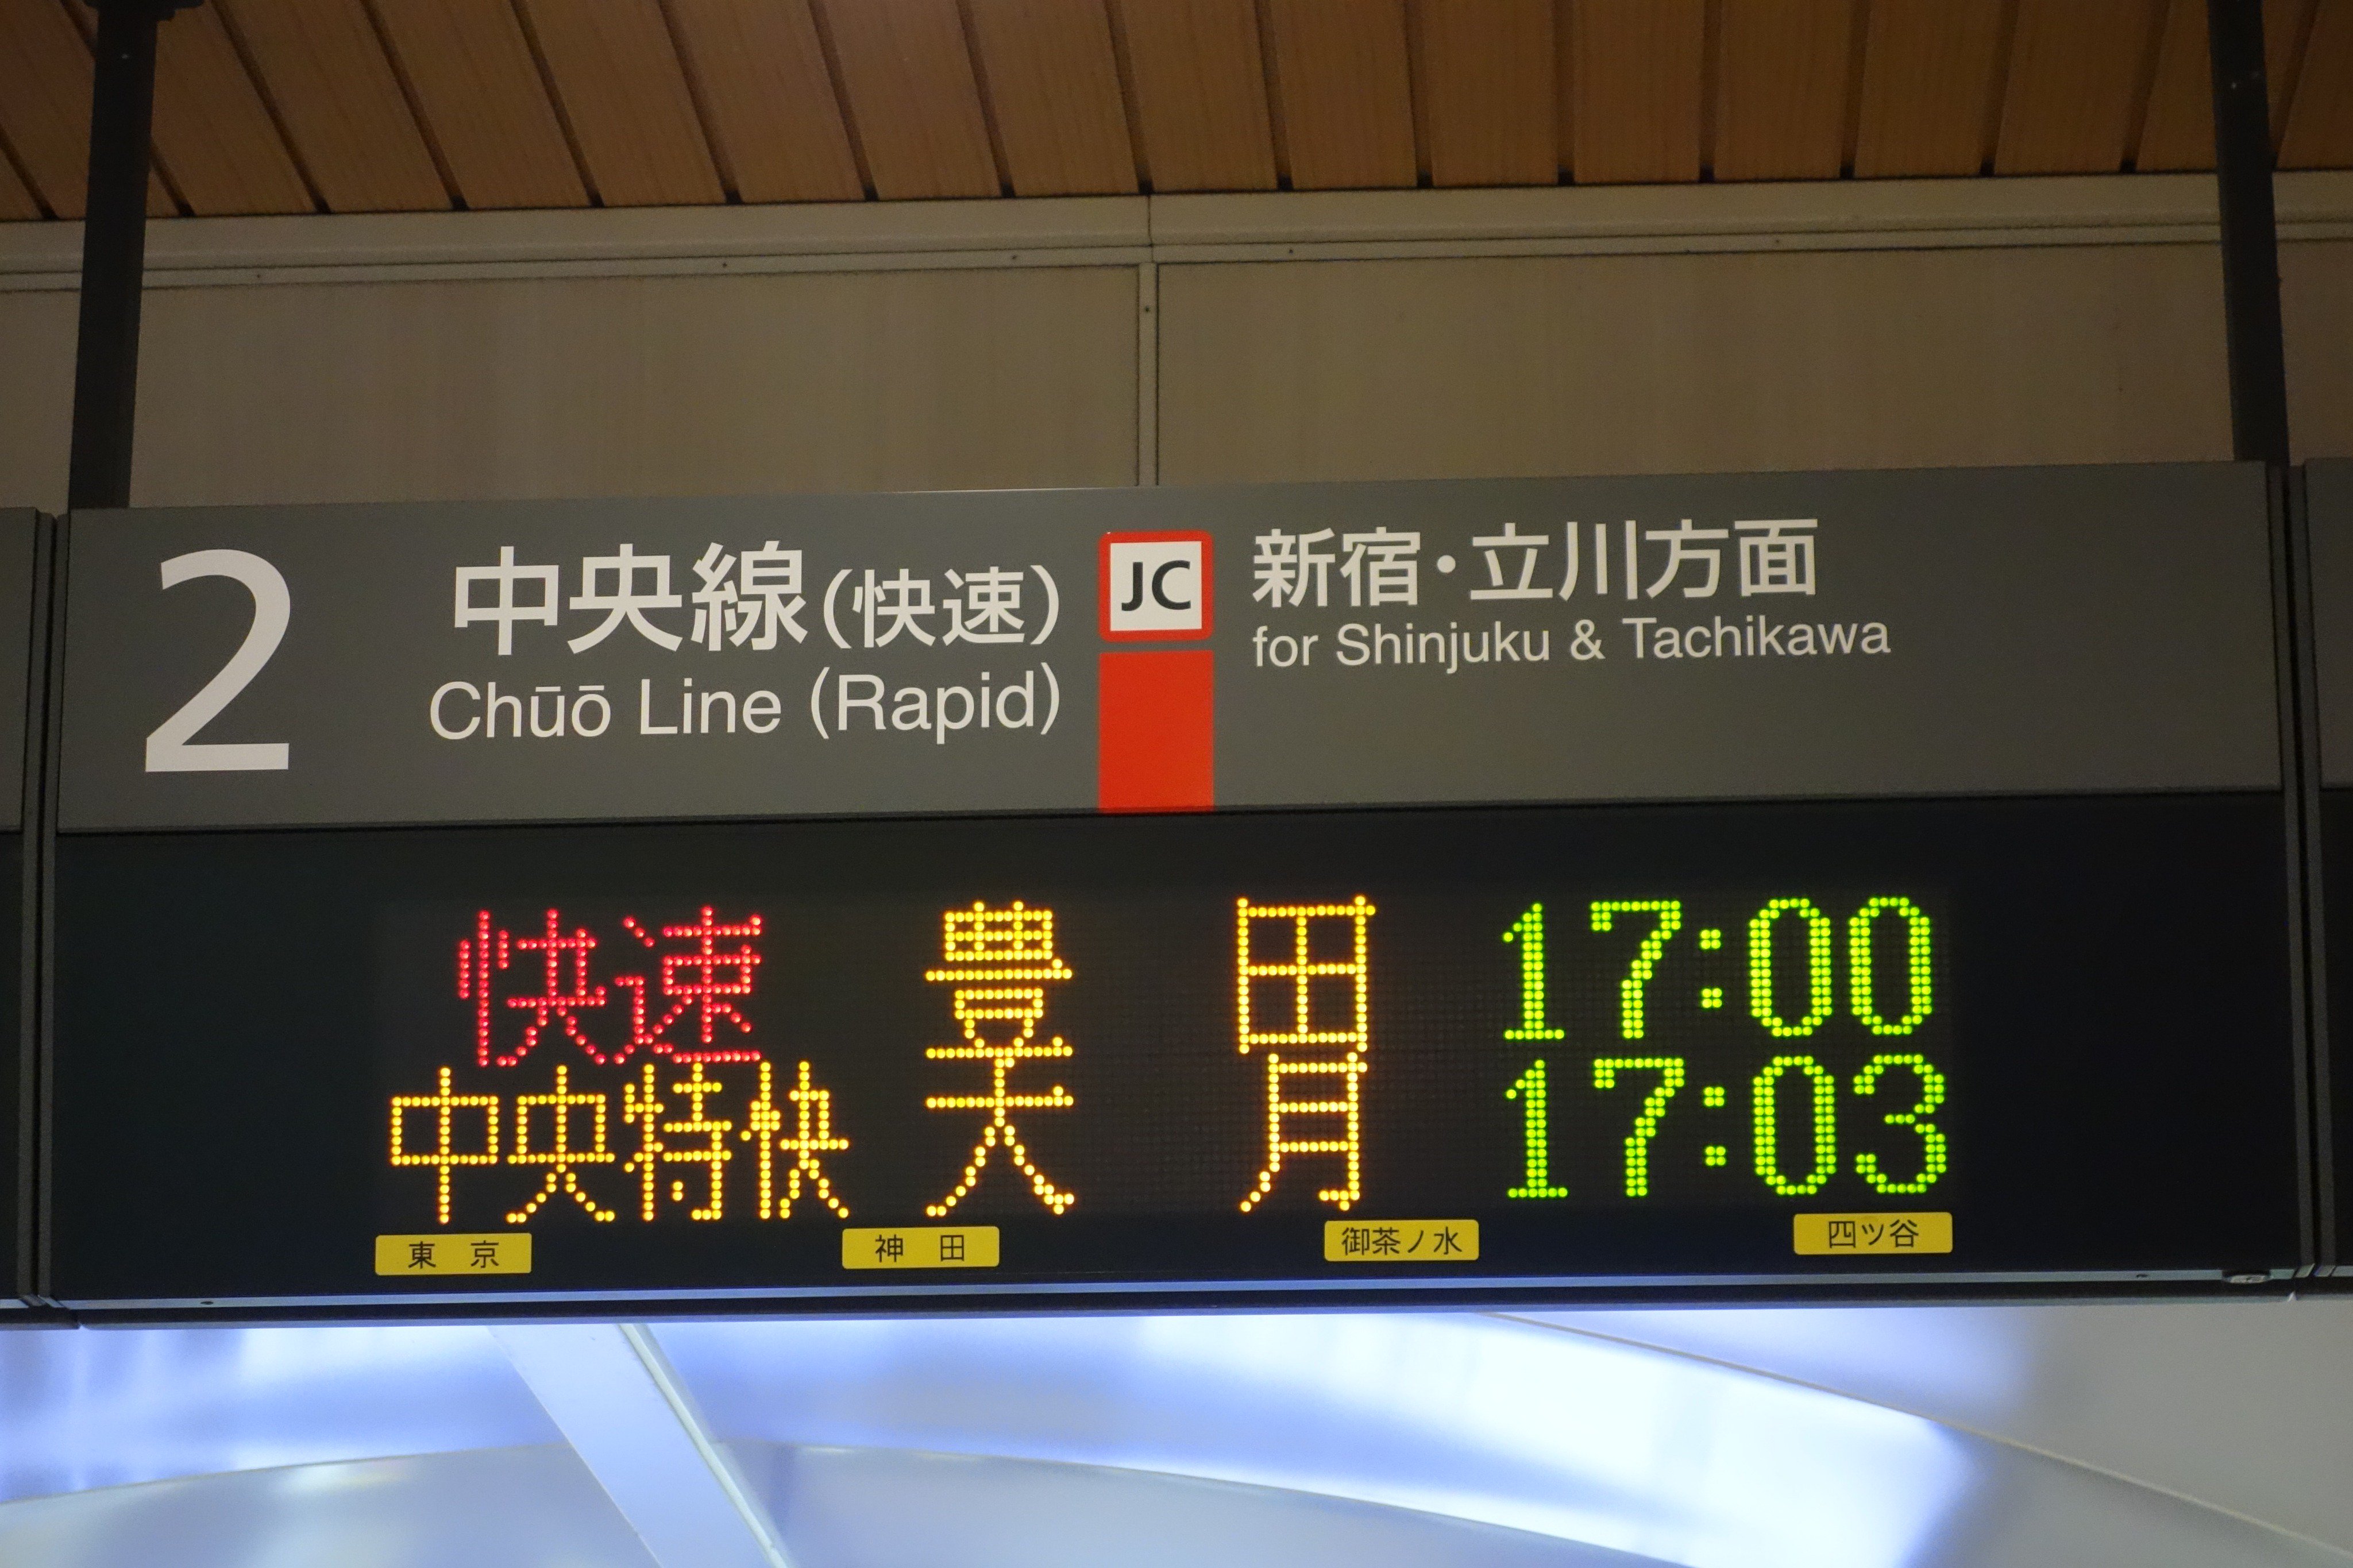 2
中央線(快速)
Chūō Line (Rapid)
JC
新宿・立川方面
for Shinjuku & Tachikawa
快速 豊 田 17:00
中央特快 天 月 17:03
東 京 神 田 御茶ノ水 四ツ谷